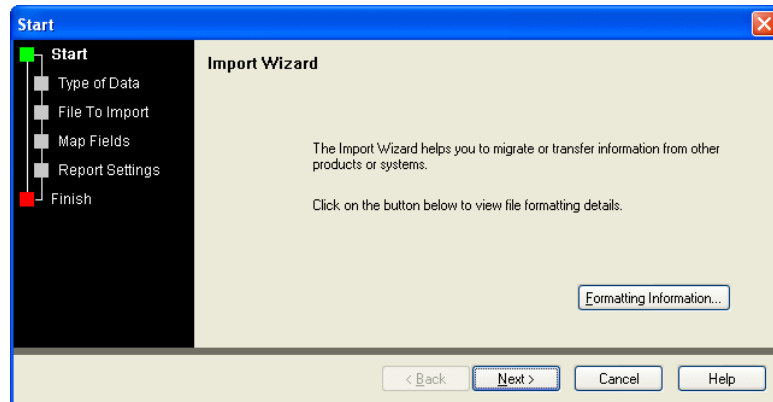 Start
Start
Type of Data
File To Import
Map Fields
Report Settings
Finish
Import Wizard
The Import Wizard helps you to migrate or transfer information from other
products or systems.
Click on the button below to view file formatting details.
Formatting Information...
< Back
Next >
Cancel
Help